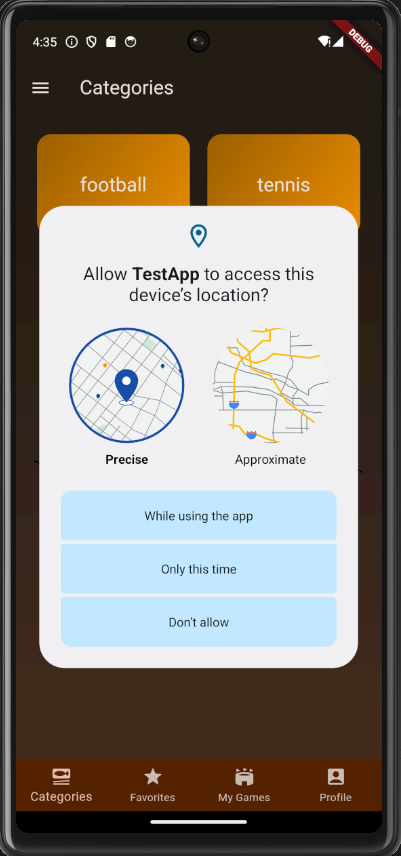 4:35
DEBUG
Categories
football
tennis
Allow TestApp to access this
device's location?
Precise
Approximate
While using the app
Only this time
Don't allow
Categories
Favorites
My Games
Profile